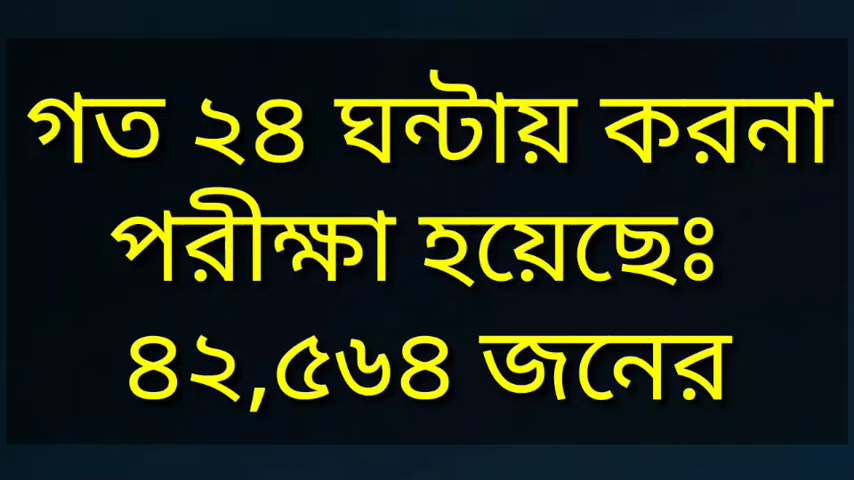 গত ২৪ ঘন্টায় করনা
পরীক্ষা হয়েছেঃ
৪২,৫৬৪ জনের